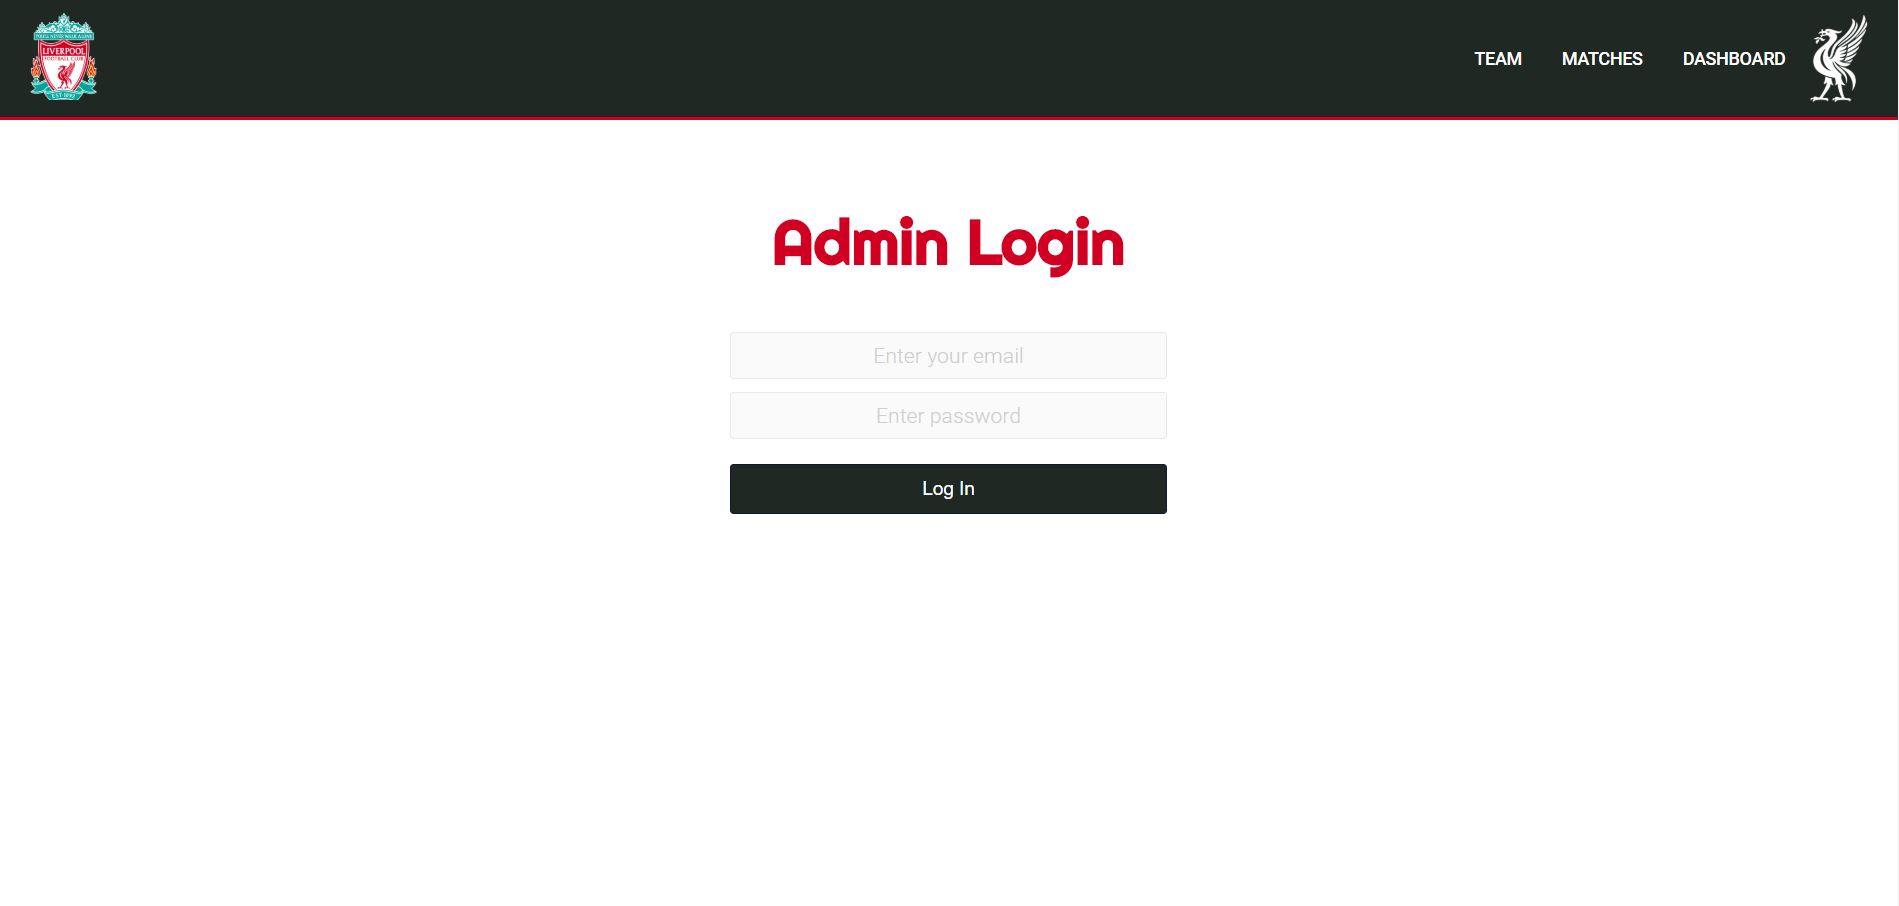 YOU'LL NEVER WALK ALONE
LIVERPOOL
FOOTBALL CLUB
EST·1892
TEAM
MATCHES
DASHBOARD
Admin Login
Enter your email
Enter password
Log In